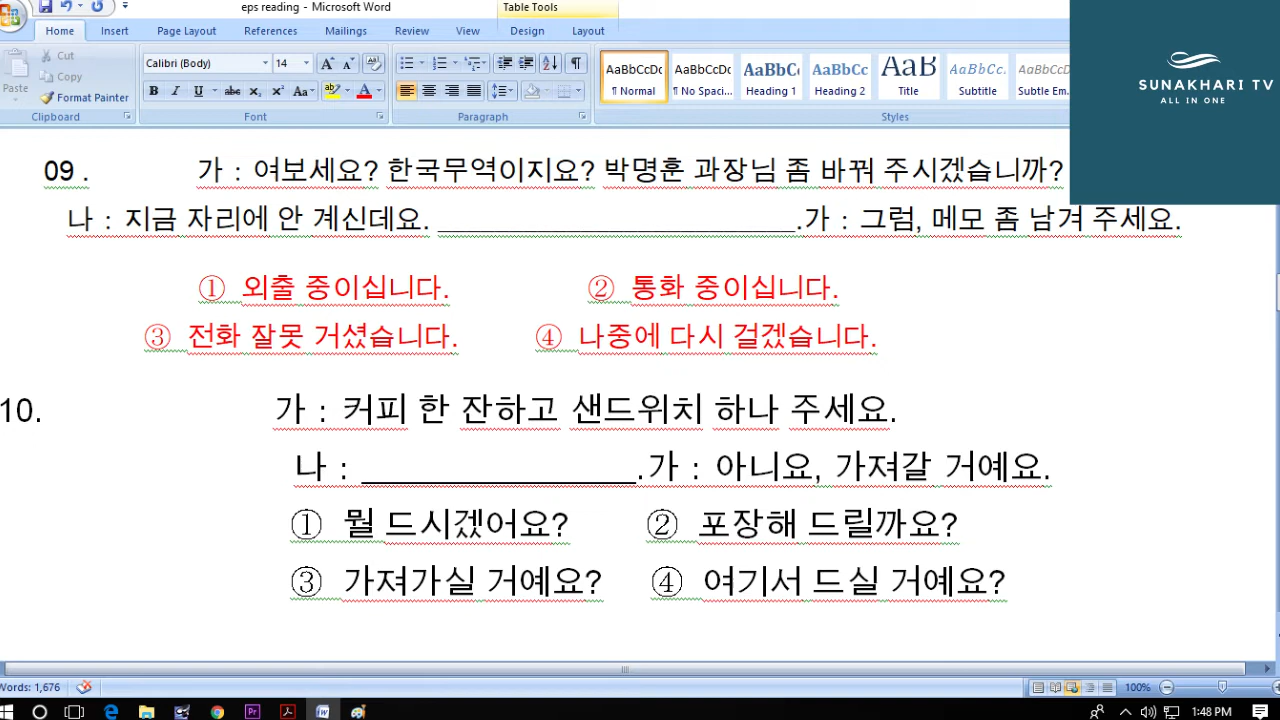 eps reading - Microsoft Word
Table Tools
Home Insert Page Layout References Mailings Review View Design Layout
Cut
Copy
Format Painter
Paste
Clipboard
Calibri (Body) 14
Font
Paragraph
AaBbCcDc AaBbCcDc AaBbC AaBbCc AaB AaBbCc. AaBbCcD
¶ Normal ¶ No Spaci... Heading 1 Heading 2 Title Subtitle Subtle Em...
Styles
SUNAKHARI TV
ALL IN ONE
09 . 가 : 여보세요? 한국무역이지요? 박명훈 과장님 좀 바꿔 주시겠습니까?
나 : 지금 자리에 안 계신데요. ________________________.가 : 그럼, 메모 좀 남겨 주세요.
① 외출 중이십니다. ② 통화 중이십니다.
③ 전화 잘못 거셨습니다. ④ 나중에 다시 걸겠습니다.
10. 가 : 커피 한 잔하고 샌드위치 하나 주세요.
나 : ________________.가 : 아니요, 가져갈 거예요.
① 뭘 드시겠어요? ② 포장해 드릴까요?
③ 가져가실 거예요? ④ 여기서 드실 거예요?
Words: 1,676
100%
1:48 PM